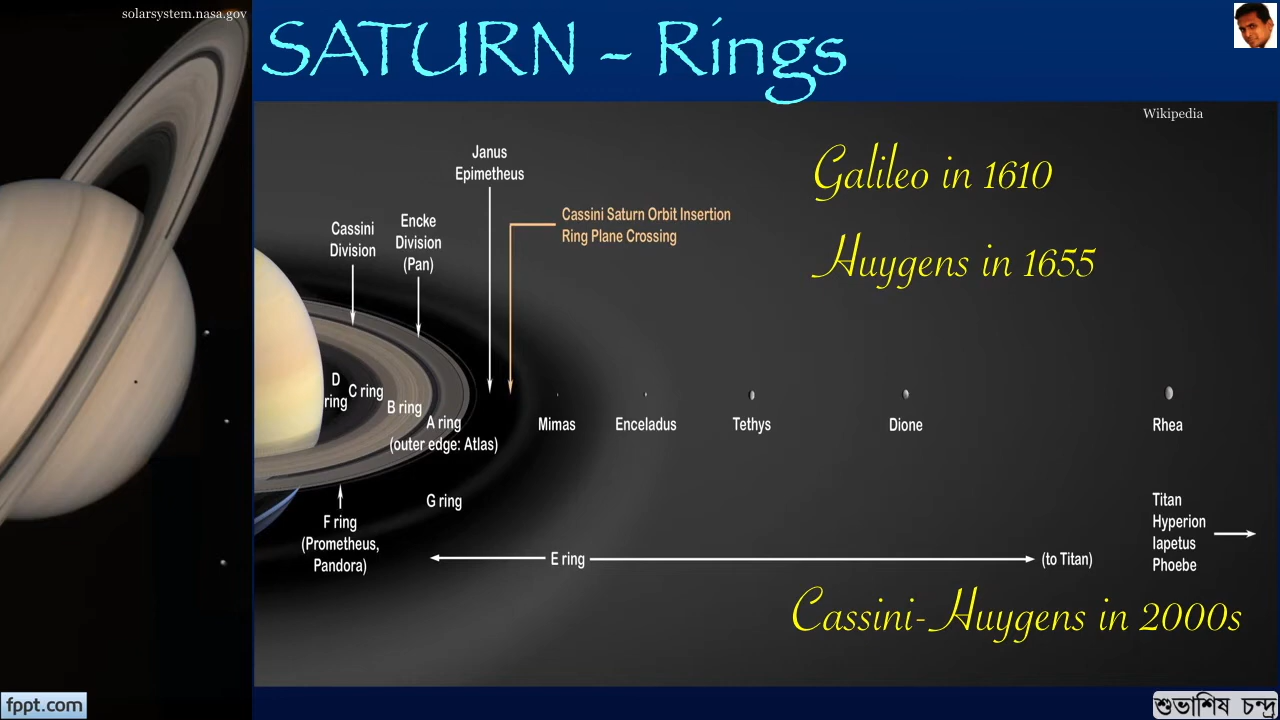 solarsystem.nasa.gov
SATURN - Rings
Wikipedia
Galileo in 1610
Huygens in 1655
Janus
Epimetheus
Cassini Saturn Orbit Insertion
Ring Plane Crossing
Cassini
Division
Encke
Division
(Pan)
D
ring
C ring
B ring
A ring
(outer edge: Atlas)
Mimas
Enceladus
Tethys
Dione
Rhea
G ring
F ring
(Prometheus,
Pandora)
E ring
(to Titan)
Titan
Hyperion
Iapetus
Phoebe
Cassini-Huygens in 2000s
fppt.com
শুভাশিষ চন্দ্র